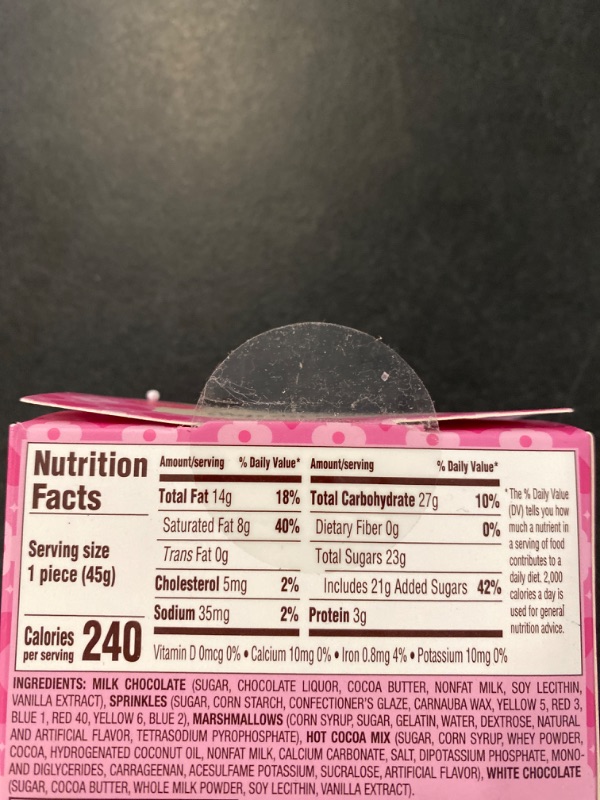 Nutrition
Facts
Serving size
1 piece (45g)
Calories
per serving
240
Amount/serving % Daily Value*
Total Fat 14g 18%
Saturated Fat 8g 40%
Trans Fat 0g
Cholesterol 5mg 2%
Sodium 35mg 2%
Amount/serving % Daily Value*
Total Carbohydrate 27g 10%
Dietary Fiber 0g 0%
Total Sugars 23g
Includes 21g Added Sugars 42%
Protein 3g
Vitamin D 0mcg 0% • Calcium 10mg 0% • Iron 0.8mg 4% • Potassium 10mg 0%
*The % Daily Value
(DV) tells you how
much a nutrient in
a serving of food
contributes to a
daily diet. 2,000
calories a day is
used for general
nutrition advice.
INGREDIENTS: MILK CHOCOLATE (SUGAR, CHOCOLATE LIQUOR, COCOA BUTTER, NONFAT MILK, SOY LECITHIN,
VANILLA EXTRACT), SPRINKLES (SUGAR, CORN STARCH, CONFECTIONER'S GLAZE, CARNAUBA WAX, YELLOW 5, RED 3,
BLUE 1, RED 40, YELLOW 6, BLUE 2), MARSHMALLOWS (CORN SYRUP, SUGAR, GELATIN, WATER, DEXTROSE, NATURAL
AND ARTIFICIAL FLAVOR, TETRASODIUM PYROPHOSPHATE), HOT COCOA MIX (SUGAR, CORN SYRUP, WHEY POWDER,
COCOA, HYDROGENATED COCONUT OIL, NONFAT MILK, CALCIUM CARBONATE, SALT, DIPOTASSIUM PHOSPHATE, MONO-
AND DIGLYCERIDES, CARRAGEENAN, ACESULFAME POTASSIUM, SUCRALOSE, ARTIFICIAL FLAVOR), WHITE CHOCOLATE
(SUGAR, COCOA BUTTER, WHOLE MILK POWDER, SOY LECITHIN, VANILLA EXTRACT).